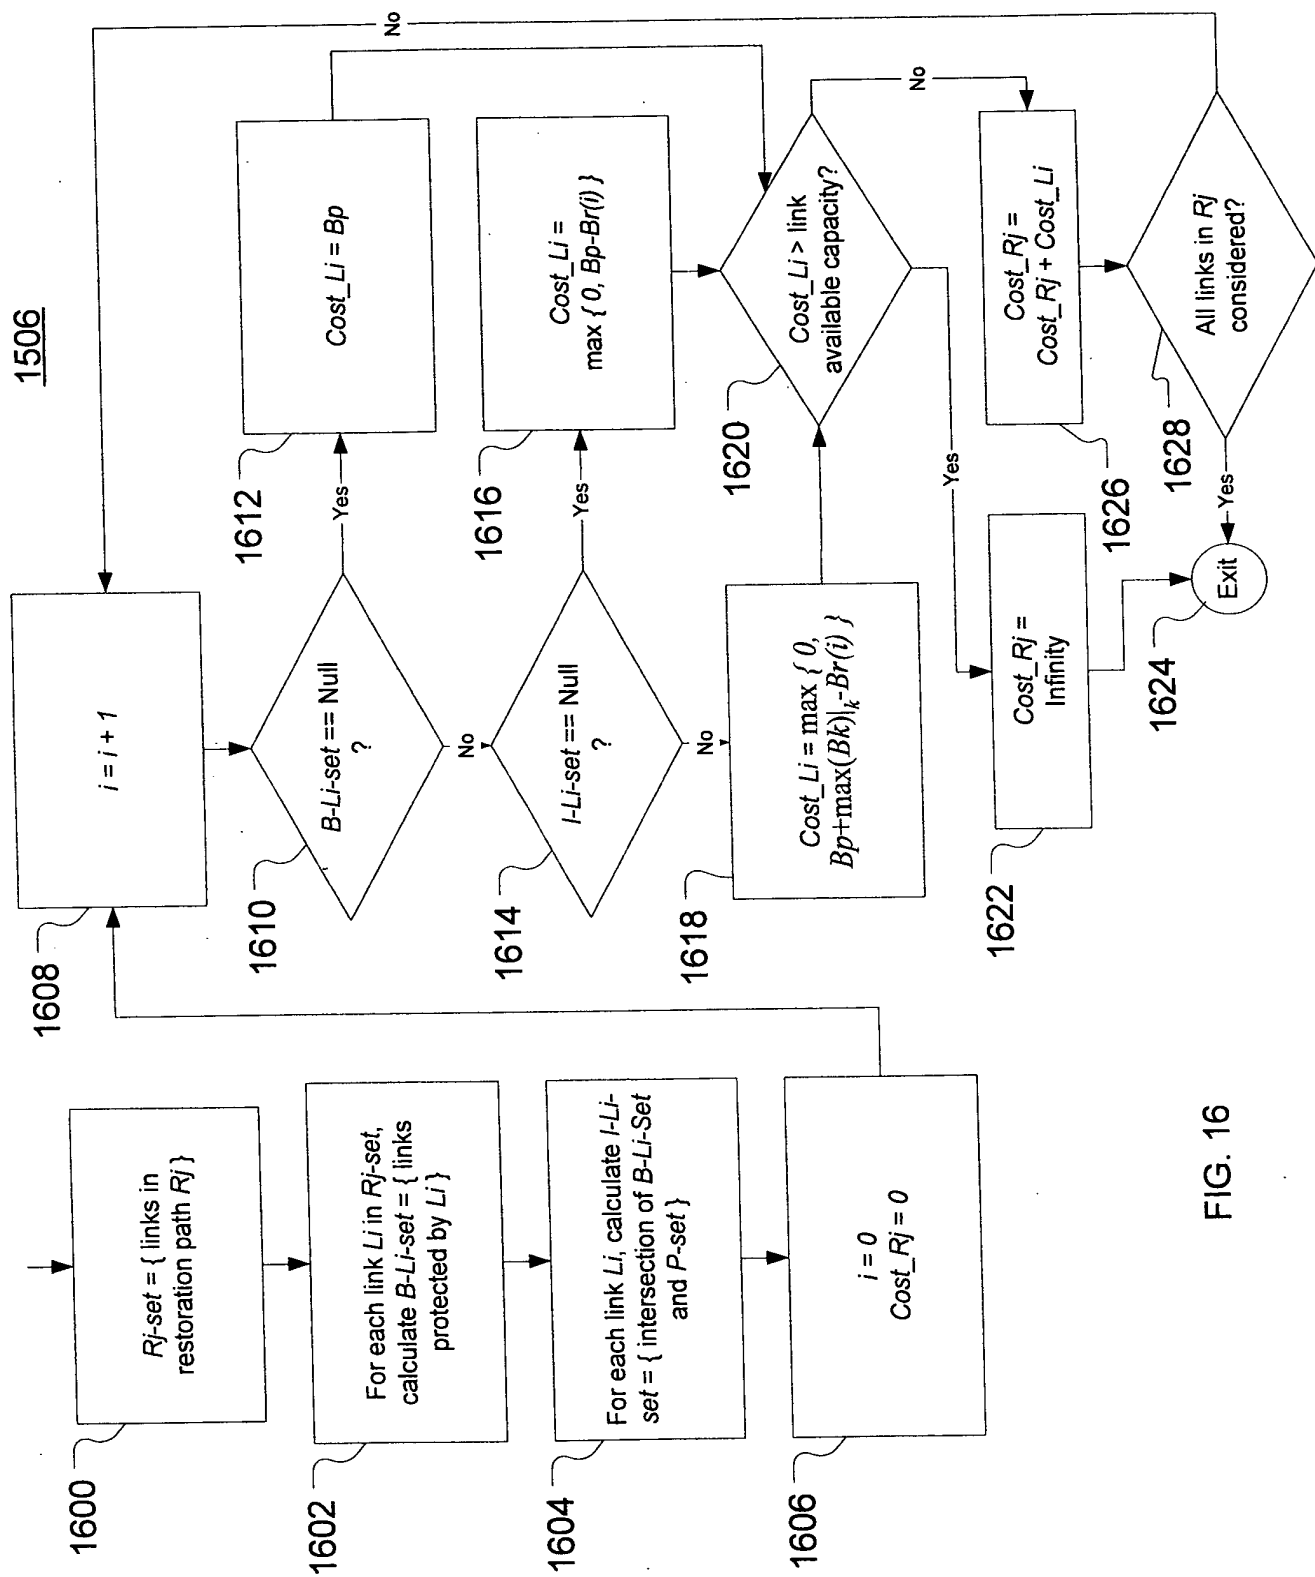 1506
1600
Rj-set = { links in
restoration path Rj }
1602
For each link Li in Rj-set,
calculate B-Li-set = { links
protected by Li }
1604
For each link Li, calculate I-Li-
set = { intersection of B-Li-Set
and P-set }
1606
i = 0
Cost_Rj = 0
1608
i = i + 1
1610
B-Li-set == Null
?
Yes
No
1612
Cost_Li = Bp
1614
I-Li-set == Null
?
Yes
No
1616
Cost_Li =
max { 0, Bp-Br(i) }
1618
Cost_Li = max { 0,
Bp+max(Bk)|k-Br(i) }
1620
Cost_Li > link
available capacity?
No
Yes
1622
Cost_Rj =
Infinity
1624
Exit
1626
Cost_Rj =
Cost_Rj + Cost_Li
1628
All links in Rj
considered?
Yes
No
FIG. 16